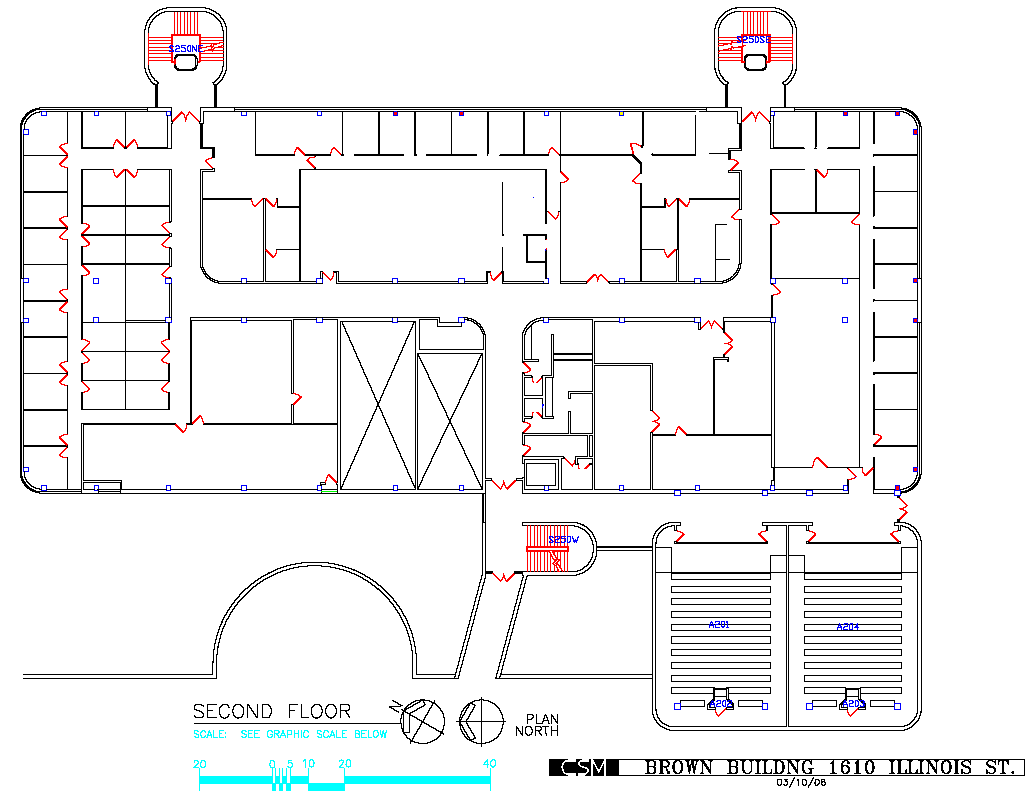 S250NE
S250SE
S250W
A201
A204
A202
A203
SECOND FLOOR
N
PLAN
NORTH
SCALE: SEE GRAPHIC SCALE BELOW
20 0 5 10 20 40
CSM BROWN BUILDNG 1610 ILLINOIS ST.
03/10/08